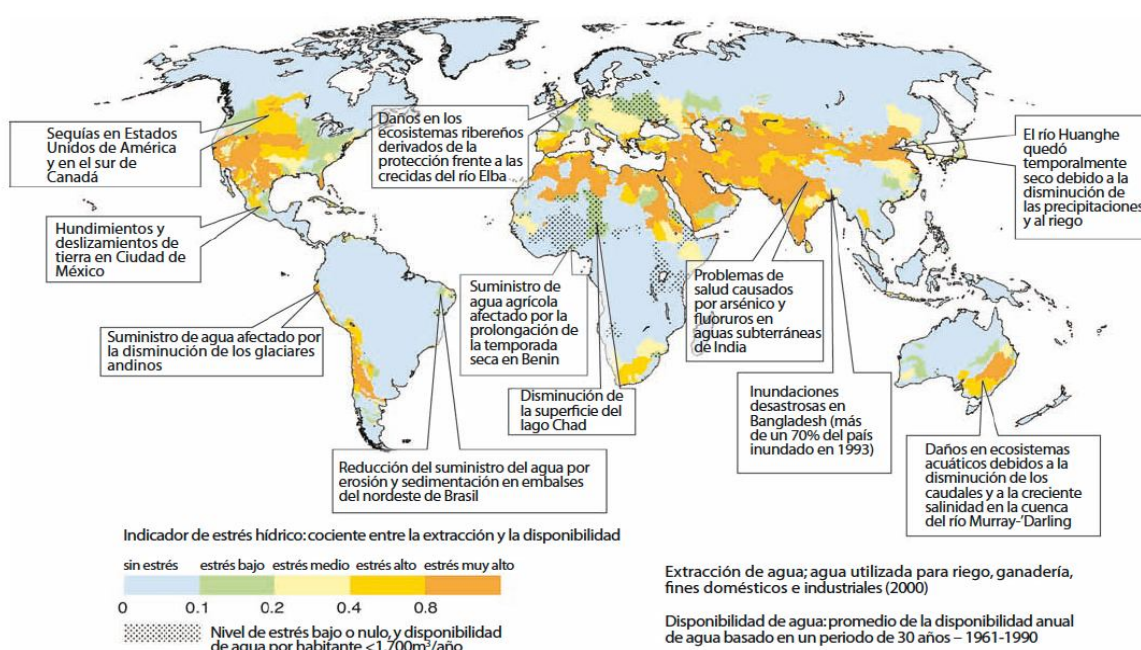 Sequías en Estados
Unidos de América
y en el sur de
Canadá
Hundimientos y
deslizamientos de
tierra en Ciudad de
México
Suministro de agua afectado por
la disminución de los glaciares
andinos
Daños en los
ecosistemas ribereños
derivados de la
protección frente a las
crecidas del río Elba
Suministro de
agua agrícola
afectado por la
prolongación de
la temporada
seca en Benin
Disminución de
la superficie del
lago Chad
Reducción del suministro del agua por
erosión y sedimentación en embalses
del nordeste de Brasil
Problemas de
salud causados
por arsénico y
fluoruros en
aguas subterráneas
de India
Inundaciones
desastrosas en
Bangladesh (más
de un 70% del país
inundado en 1993)
El río Huanghe
quedó
temporalmente
seco debido a la
disminución de
las precipitaciones
y al riego
Daños en ecosistemas
acuáticos debidos a la
disminución de los
caudales y a la creciente
salinidad en la cuenca
del río Murray-'Darling
Indicador de estrés hídrico: cociente entre la extracción y la disponibilidad
sin estrés estrés bajo estrés medio estrés alto estrés muy alto
0 0.1 0.2 0.4 0.8
Nivel de estrés bajo o nulo, y disponibilidad
de agua por habitante <1.700m³/año
Extracción de agua; agua utilizada para riego, ganadería,
fines domésticos e industriales (2000)
Disponibilidad de agua: promedio de la disponibilidad anual
de agua basado en un periodo de 30 años – 1961-1990